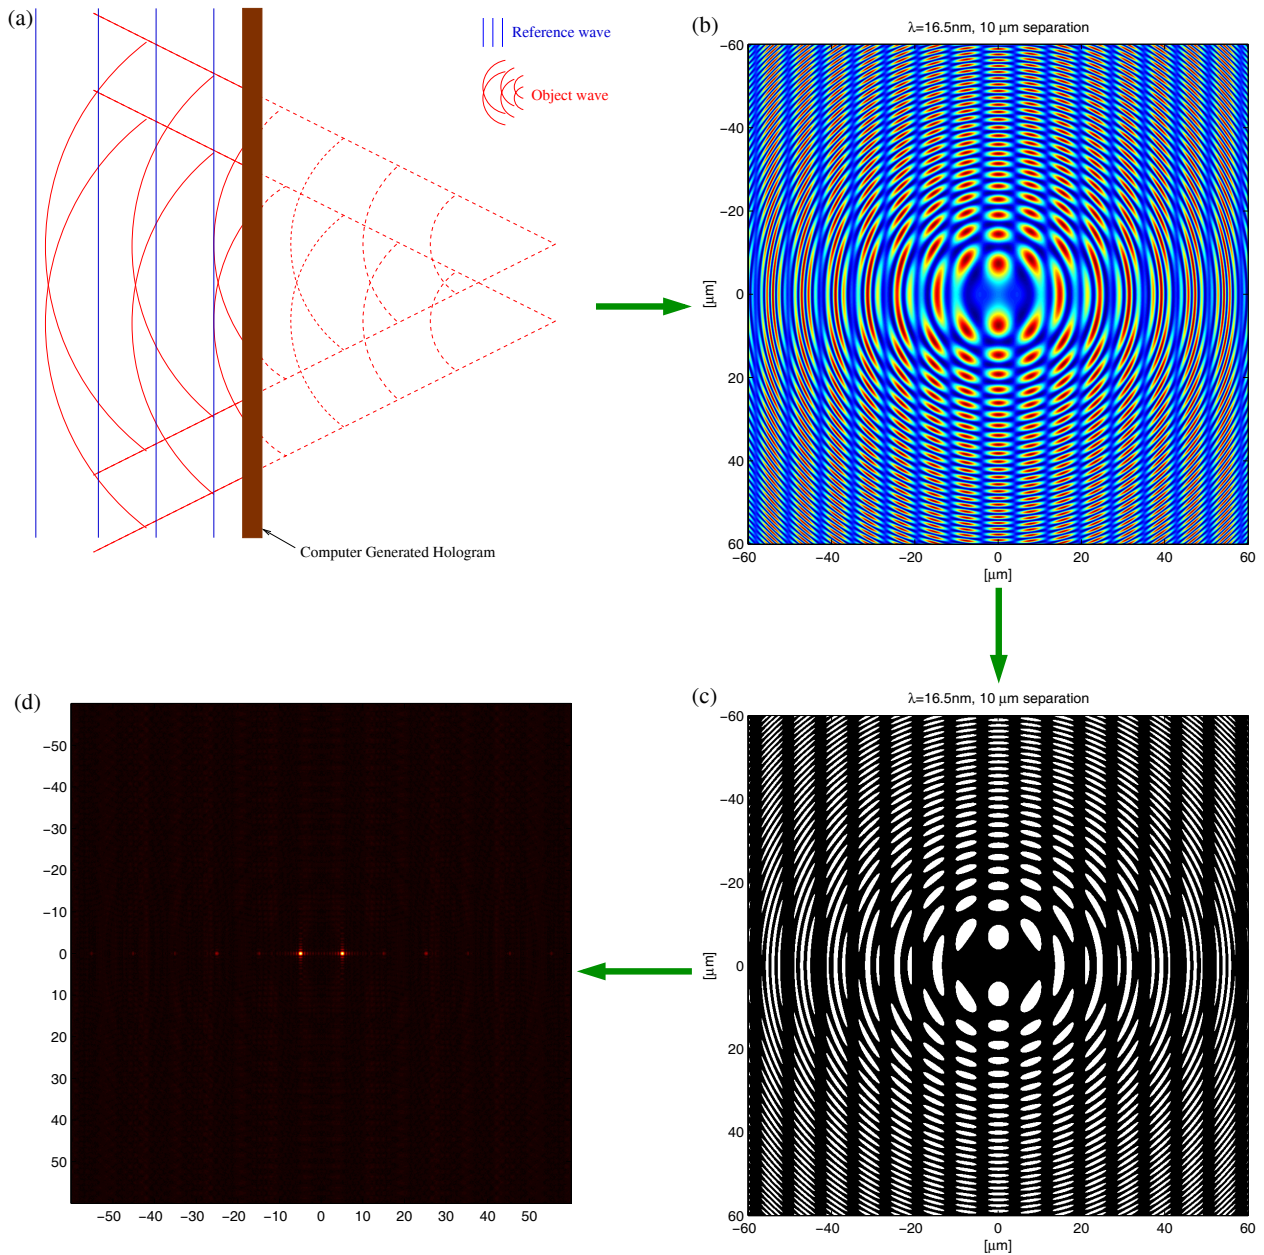 (a)
Reference wave
Object wave
Computer Generated Hologram
(b)
λ=16.5nm, 10 μm separation
−60
−40
−20
0
20
40
60
[μm]
−60 −40 −20 0 20 40 60
[μm]
(c)
λ=16.5nm, 10 μm separation
−60
−40
−20
0
20
40
60
[μm]
−60 −40 −20 0 20 40 60
[μm]
(d)
−50
−40
−30
−20
−10
0
10
20
30
40
50
−50 −40 −30 −20 −10 0 10 20 30 40 50